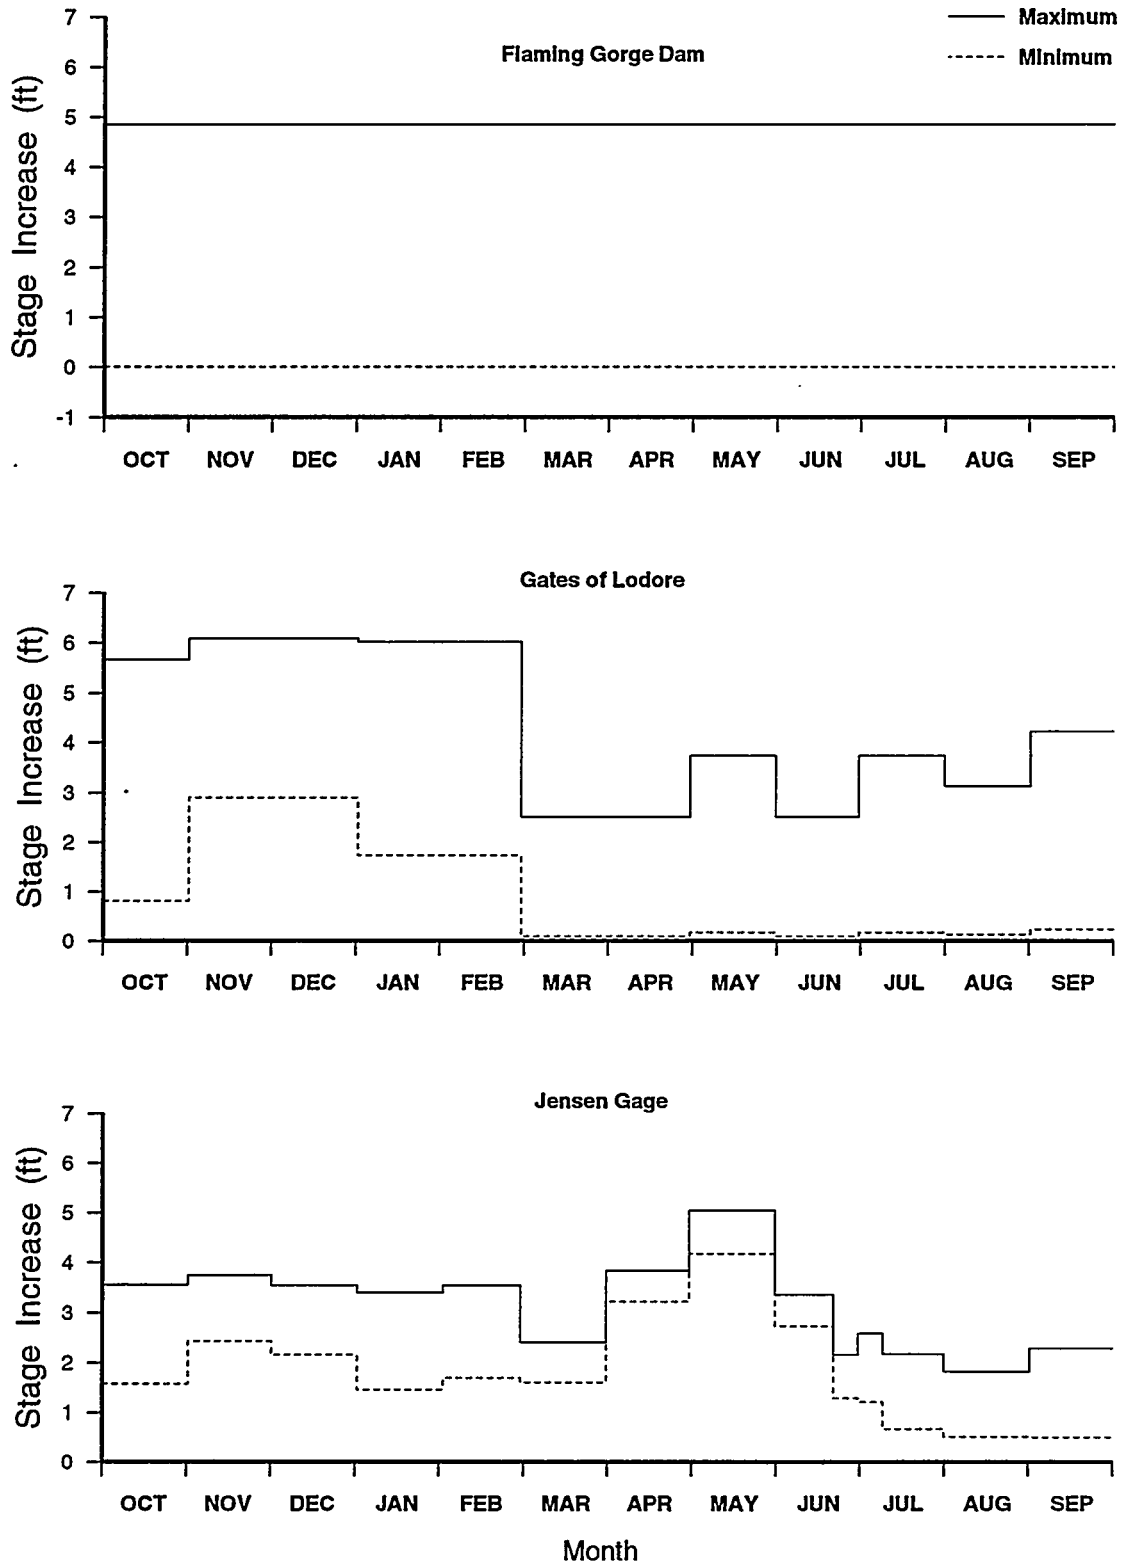 Maximum
Minimum
Flaming Gorge Dam
Stage Increase (ft)
7
6
5
4
3
2
1
0
-1
OCT NOV DEC JAN FEB MAR APR MAY JUN JUL AUG SEP
Gates of Lodore
Stage Increase (ft)
7
6
5
4
3
2
1
0
OCT NOV DEC JAN FEB MAR APR MAY JUN JUL AUG SEP
Jensen Gage
Stage Increase (ft)
7
6
5
4
3
2
1
0
OCT NOV DEC JAN FEB MAR APR MAY JUN JUL AUG SEP
Month